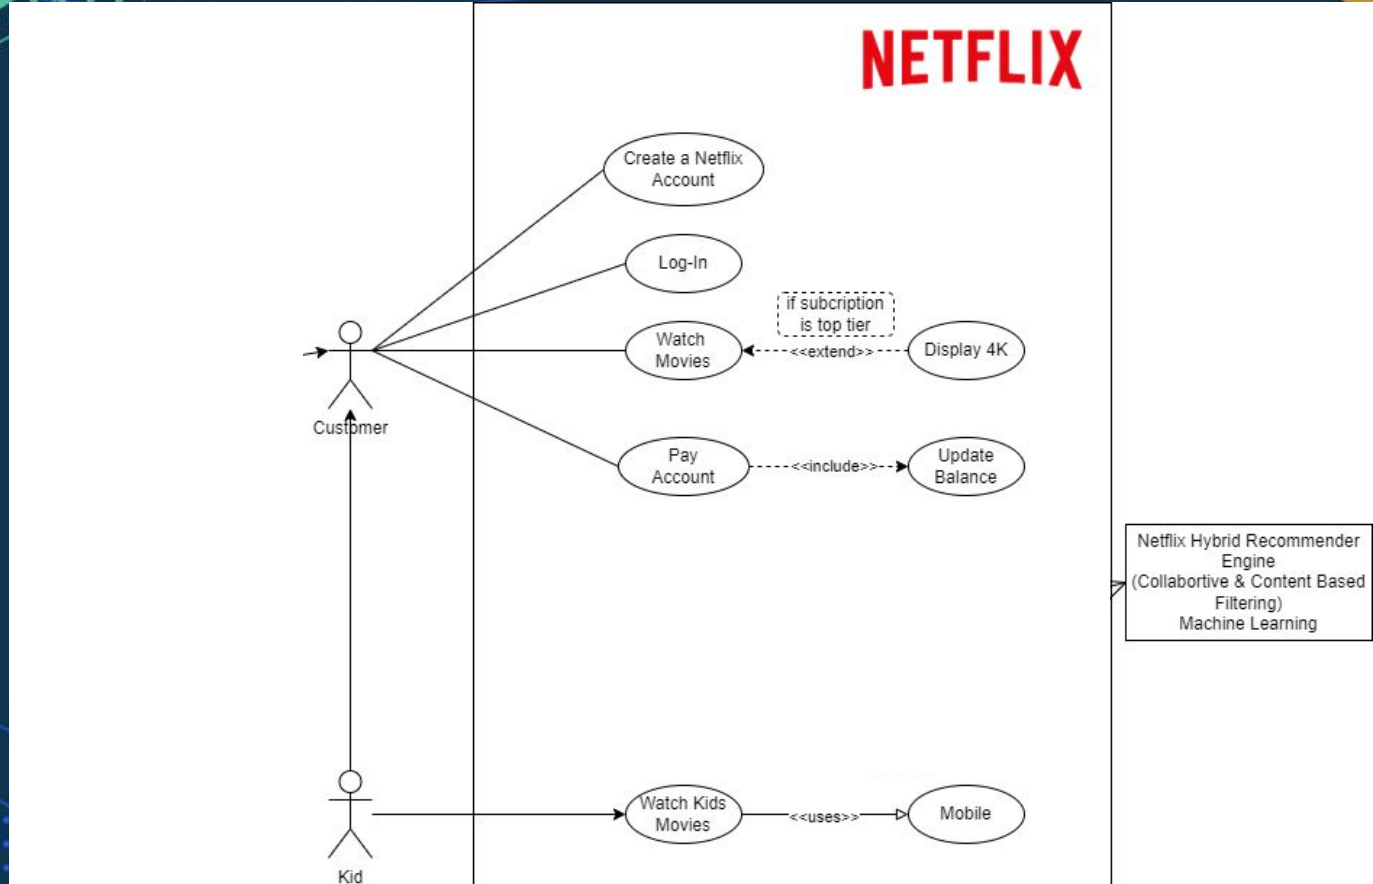 NETFLIX
Create a Netflix
Account
Log-In
if subcription
is top tier
Watch
Movies
<<extend>>
Display 4K
Customer
Pay
Account
<<include>>
Update
Balance
Netflix Hybrid Recommender
Engine
(Collabortive & Content Based
Filtering)
Machine Learning
Watch Kids
Movies
<<uses>>
Mobile
Kid